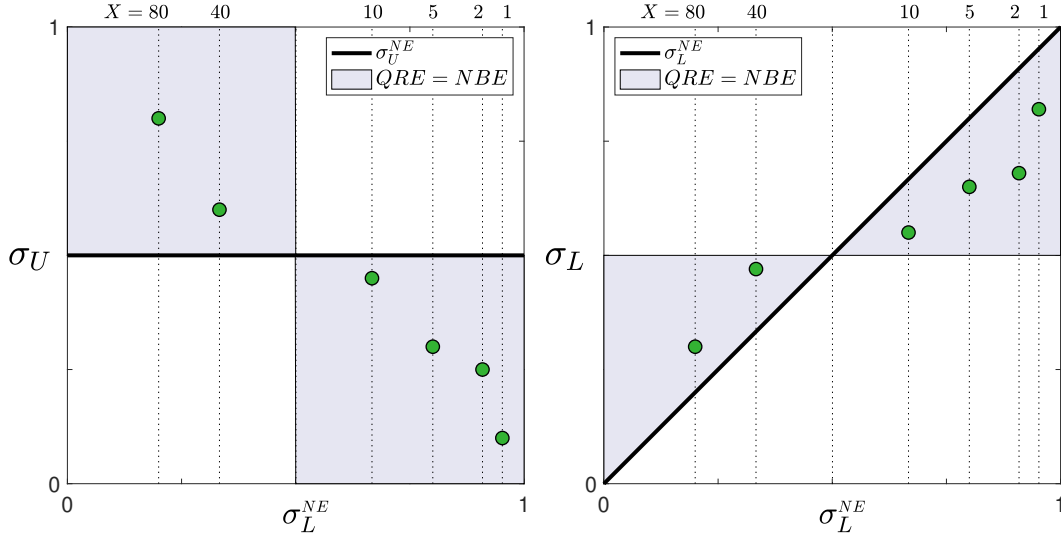 X = 80 40 10 5 2 1
1
σ_U^{NE}
QRE = NBE
σ_U
0
0 σ_L^{NE} 1
X = 80 40 10 5 2 1
1
σ_L^{NE}
QRE = NBE
σ_L
0
0 σ_L^{NE} 1